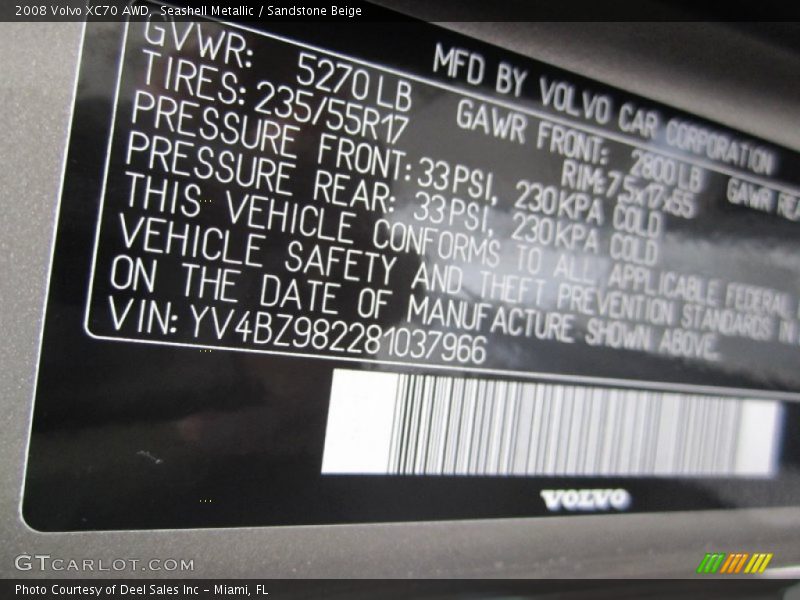 2008 Volvo XC70 AWD, Seashell Metallic / Sandstone Beige
MFD BY VOLVO CAR CORPORATION
GVWR: 5270 LB GAWR FRONT: 2800 LB GAWR REA
TIRES: 235/55R17 RIM: 7.5x17x55
PRESSURE FRONT: 33 PSI, 230 KPA COLD
PRESSURE REAR: 33 PSI, 230 KPA COLD
THIS VEHICLE CONFORMS TO ALL APPLICABLE FEDERAL
VEHICLE SAFETY AND THEFT PREVENTION STANDARDS IN
ON THE DATE OF MANUFACTURE SHOWN ABOVE.
VIN: YV4BZ982281037966
VOLVO
GTCARLOT.COM
Photo Courtesy of Deel Sales Inc - Miami, FL